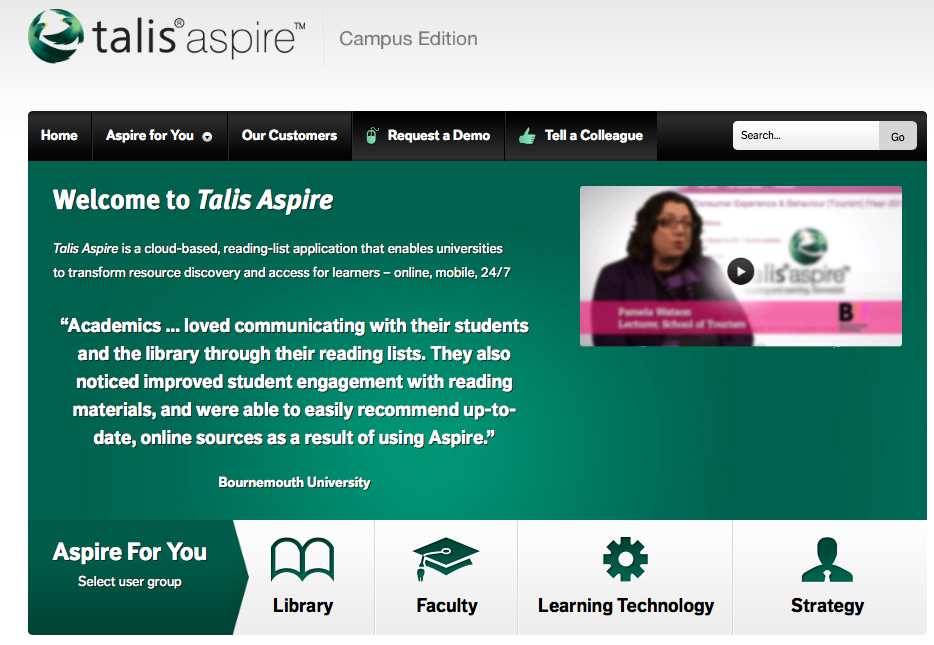 talis® aspire™ Campus Edition
Home Aspire for You Our Customers Request a Demo Tell a Colleague Search... Go
Welcome to Talis Aspire
Talis Aspire is a cloud-based, reading-list application that enables universities
to transform resource discovery and access for learners – online, mobile, 24/7
“Academics ... loved communicating with their students
and the library through their reading lists. They also
noticed improved student engagement with reading
materials, and were able to easily recommend up-to-
date, online sources as a result of using Aspire.”
Bournemouth University
Consumer Experience & Behaviour (Tourism)
lis aspire™
Pamela Watson
Lecturer, School of Tourism
Aspire For You
Select user group
Library
Faculty
Learning Technology
Strategy